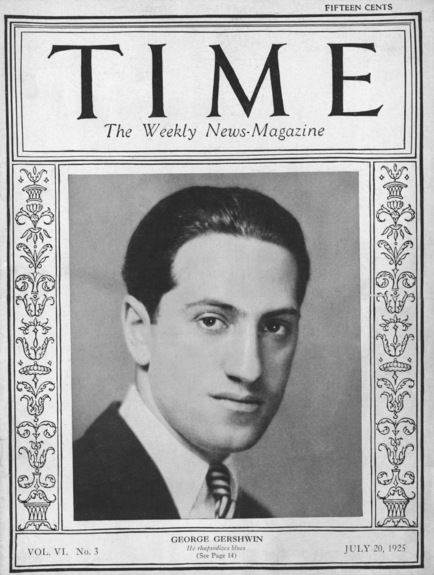 FIFTEEN CENTS
TIME
The Weekly News-Magazine
GEORGE GERSHWIN
He rhapsodizes blues
(See Page 14)
VOL. VI. No. 3
JULY 20, 1925